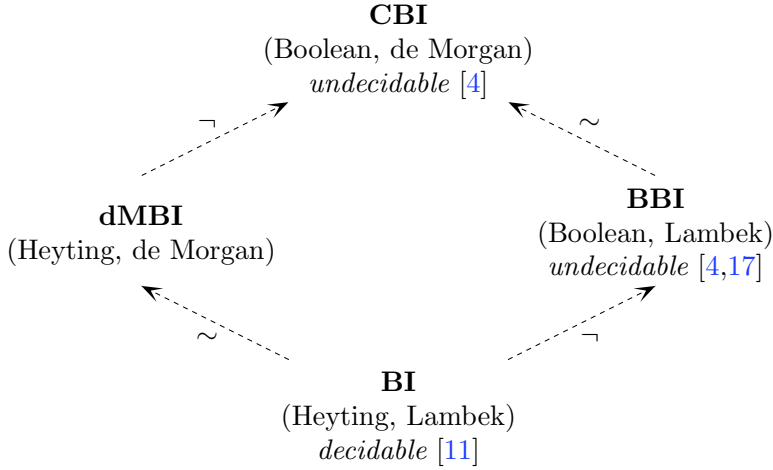 CBI
(Boolean, de Morgan)
undecidable [4]
¬
∼
dMBI
(Heyting, de Morgan)
BBI
(Boolean, Lambek)
undecidable [4,17]
∼
¬
BI
(Heyting, Lambek)
decidable [11]